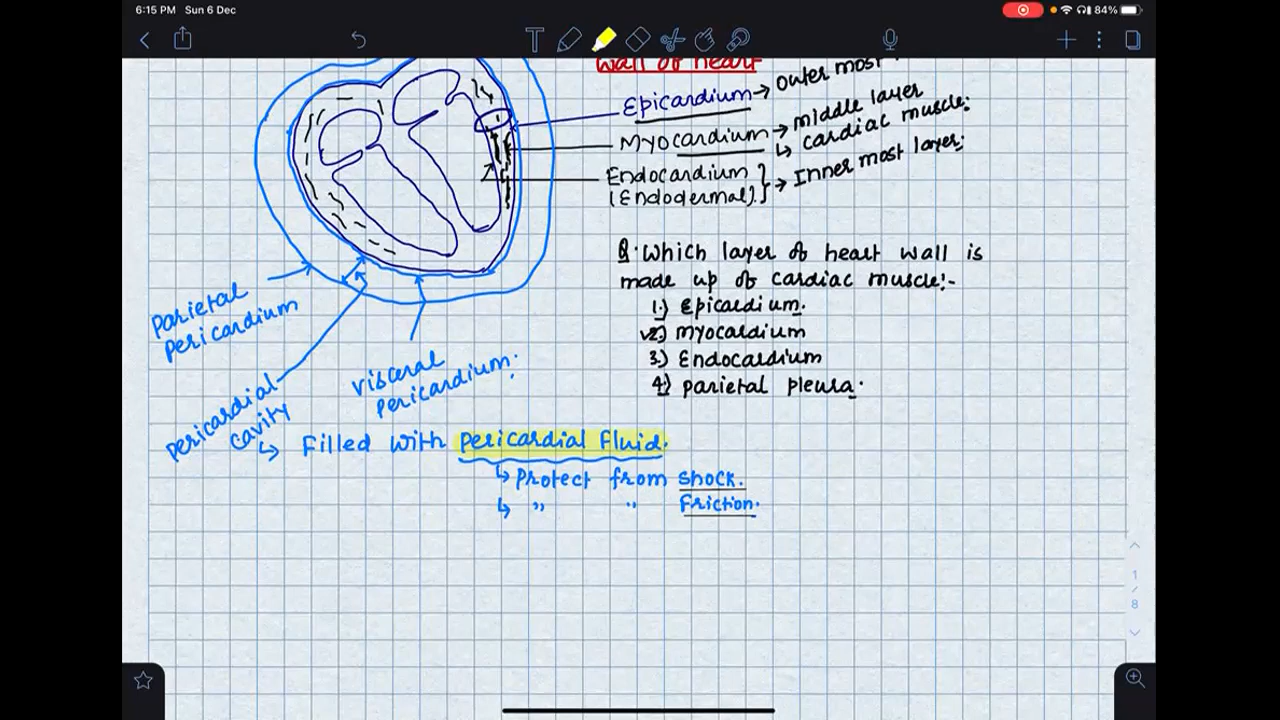 6:15 PM Sun 6 Dec
84%
Wall of heart
Epicardium → outer most
Myocardium → middle layer
↳ cardiac muscle:
Endocardium
(Endodermal). } → Inner most layer:
Q. Which layer of heart wall is
made up of cardiac muscle:-
1.) Epicardium.
✓2.) Myocardium
3.) Endocardium
4.) parietal pleura.
parietal
pericardium
visceral
pericardium:
pericardial
cavity
↳ Filled with pericardial Fluid.
↳ Protect from shock.
↳ " " Friction.
1
/
8